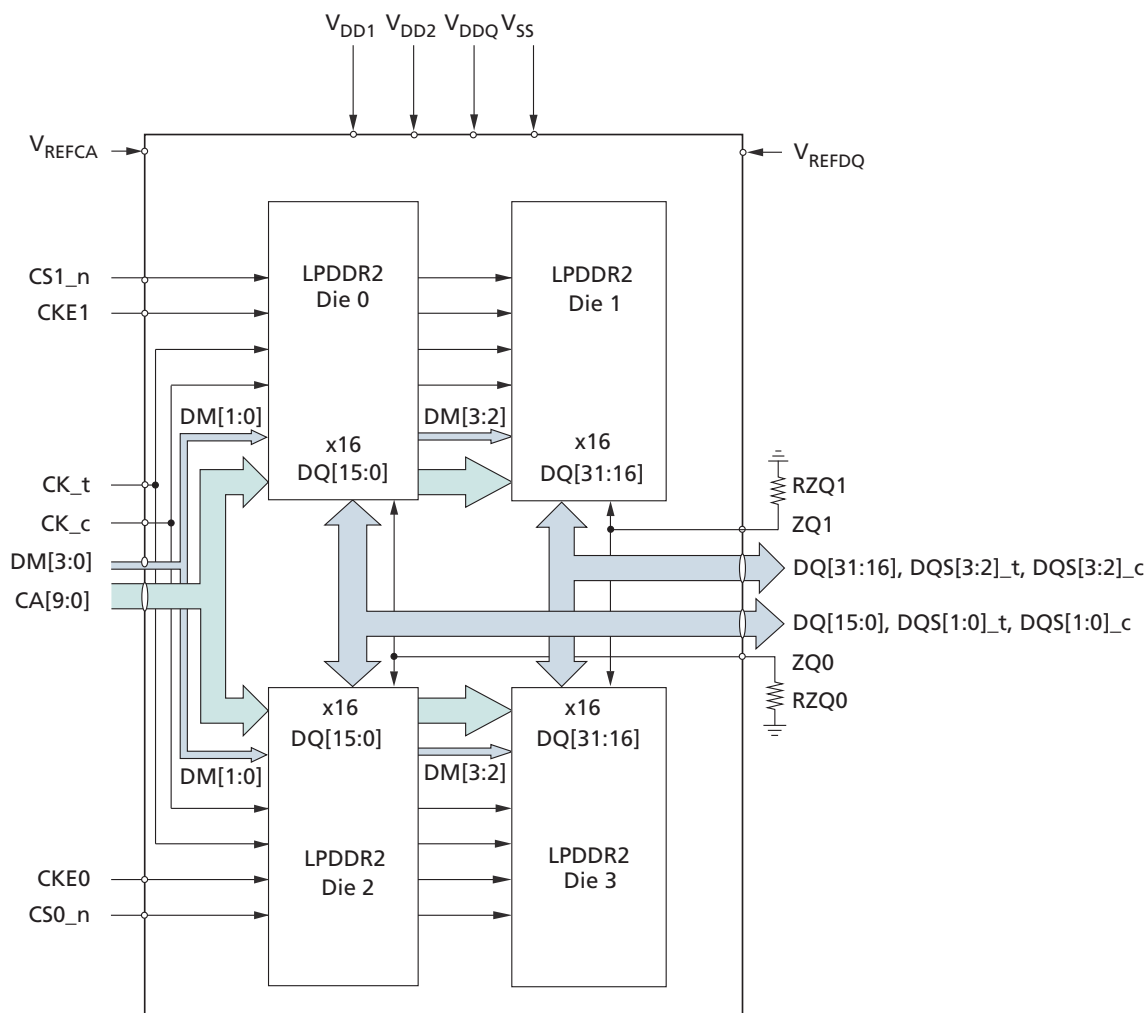 VDD1 VDD2 VDDQ VSS
VREFCA
VREFDQ
CS1_n
CKE1
LPDDR2
Die 0
LPDDR2
Die 1
DM[1:0]
DM[3:2]
x16
DQ[15:0]
x16
DQ[31:16]
CK_t
CK_c
DM[3:0]
CA[9:0]
RZQ1
ZQ1
DQ[31:16], DQS[3:2]_t, DQS[3:2]_c
DQ[15:0], DQS[1:0]_t, DQS[1:0]_c
ZQ0
RZQ0
x16
DQ[15:0]
x16
DQ[31:16]
DM[1:0]
DM[3:2]
LPDDR2
Die 2
LPDDR2
Die 3
CKE0
CS0_n